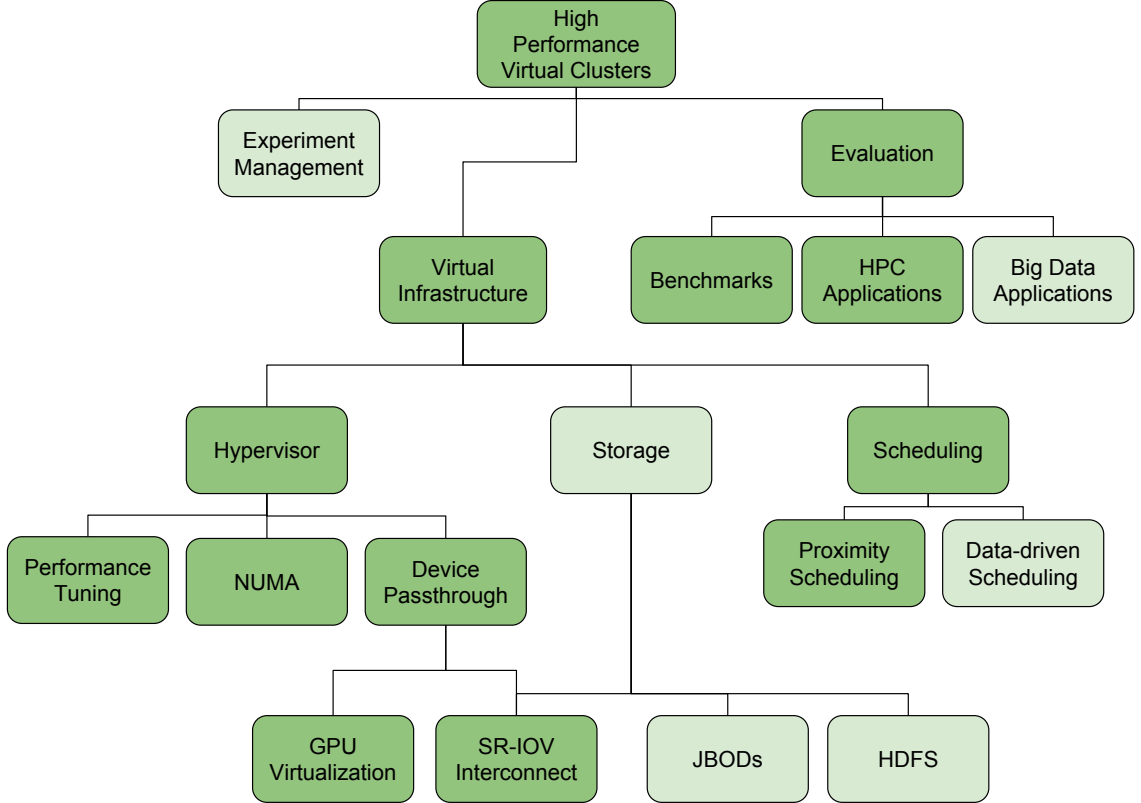 High
Performance
Virtual Clusters
Experiment
Management
Evaluation
Virtual
Infrastructure
Benchmarks
HPC
Applications
Big Data
Applications
Hypervisor
Storage
Scheduling
Performance
Tuning
NUMA
Device
Passthrough
Proximity
Scheduling
Data-driven
Scheduling
GPU
Virtualization
SR-IOV
Interconnect
JBODs
HDFS